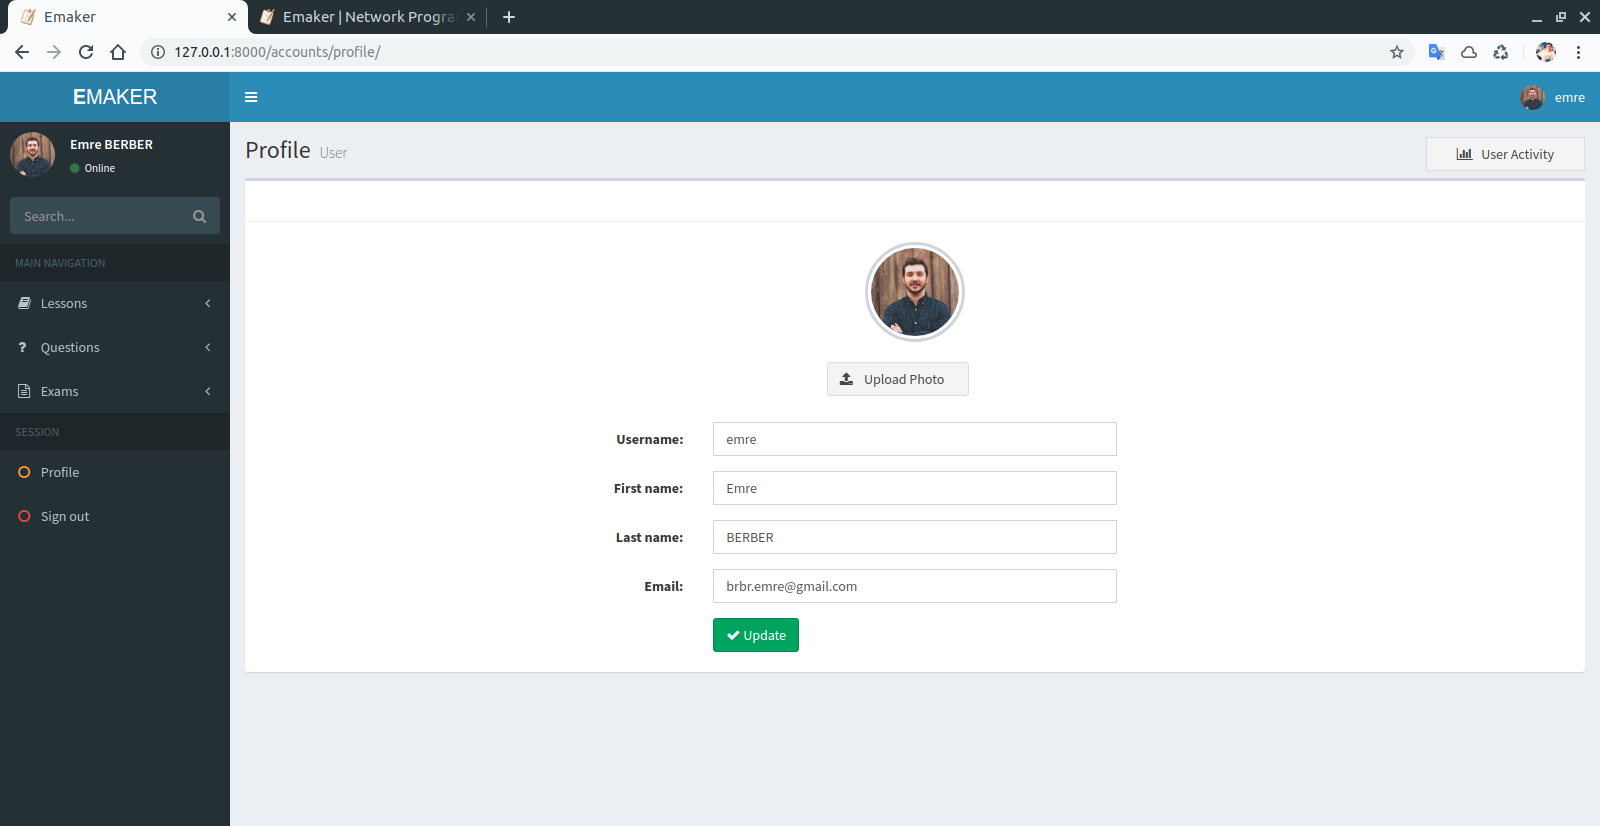 Emaker
Emaker | Network Progra
127.0.0.1:8000/accounts/profile/
EMAKER
emre
Emre BERBER
Online
Search...
MAIN NAVIGATION
Lessons
Questions
Exams
SESSION
Profile
Sign out
Profile User
User Activity
Upload Photo
Username: emre
First name: Emre
Last name: BERBER
Email: brbr.emre@gmail.com
Update